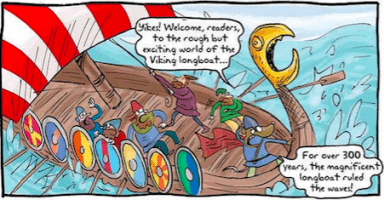 Yikes! Welcome, readers,
to the rough but
exciting world of the
Viking longboat...
For over 300
years, the magnificent
longboat ruled
the waves!